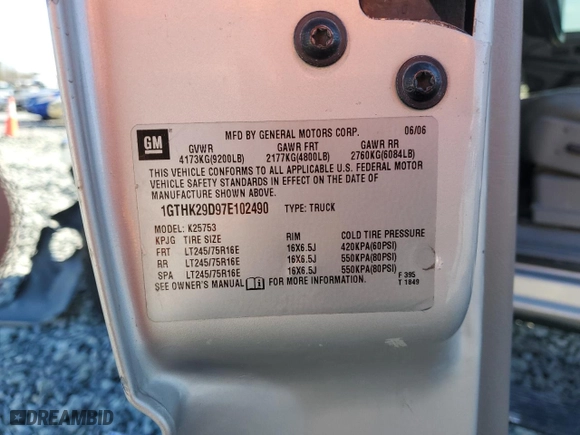 GM
MFD BY GENERAL MOTORS CORP. 06/06
GVWR GAWR FRT GAWR RR
4173KG(9200LB) 2177KG(4800LB) 2760KG(6084LB)
THIS VEHICLE CONFORMS TO ALL APPLICABLE U.S. FEDERAL MOTOR
VEHICLE SAFETY STANDARDS IN EFFECT ON THE DATE OF
MANUFACTURE SHOWN ABOVE.
1GTHK29D97E102490 TYPE: TRUCK
MODEL: K25753
KPJG TIRE SIZE RIM COLD TIRE PRESSURE
FRT LT245/75R16E 16X6.5J 420KPA(60PSI)
RR LT245/75R16E 16X6.5J 550KPA(80PSI)
SPA LT245/75R16E 16X6.5J 550KPA(80PSI)
SEE OWNER'S MANUAL FOR MORE INFORMATION.
F 395
T 1849
DREAMBID